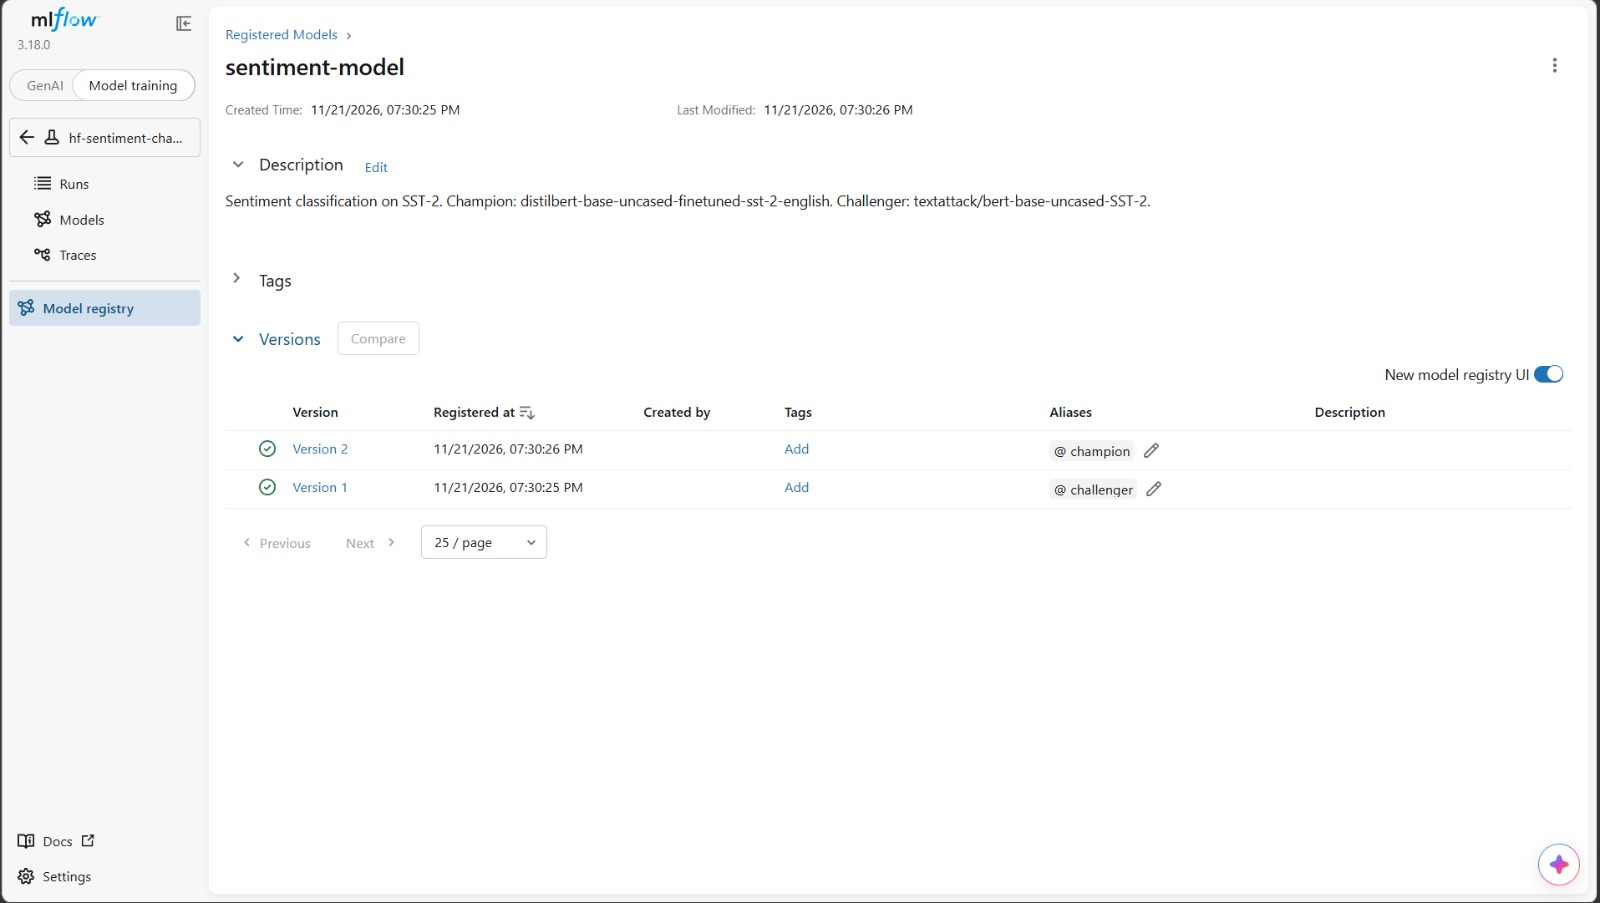 mlflow
3.18.0
GenAI Model training
hf-sentiment-cha...
Runs
Models
Traces
Model registry
Docs
Settings
Registered Models ›
sentiment-model
Created Time: 11/21/2026, 07:30:25 PM Last Modified: 11/21/2026, 07:30:26 PM
Description Edit
Sentiment classification on SST-2. Champion: distilbert-base-uncased-finetuned-sst-2-english. Challenger: textattack/bert-base-uncased-SST-2.
Tags
Versions Compare
New model registry UI
Version Registered at Created by Tags Aliases Description
Version 2 11/21/2026, 07:30:26 PM Add @ champion
Version 1 11/21/2026, 07:30:25 PM Add @ challenger
Previous Next 25 / page